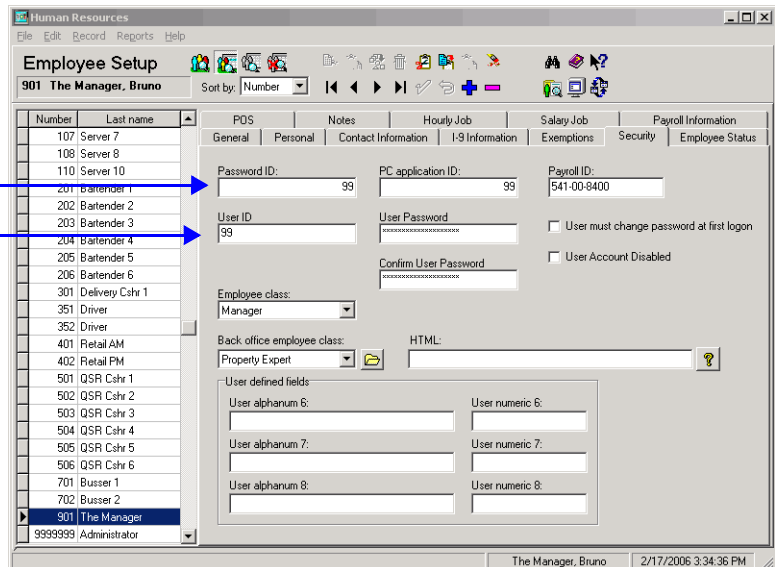 Human Resources
File Edit Record Reports Help
Employee Setup
901 The Manager, Bruno
Sort by: Number
Number Last name
107 Server 7
108 Server 8
110 Server 10
201 Bartender 1
202 Bartender 2
203 Bartender 3
204 Bartender 4
205 Bartender 5
206 Bartender 6
301 Delivery Cshr 1
351 Driver
352 Driver
401 Retail AM
402 Retail PM
501 QSR Cshr 1
502 QSR Cshr 2
503 QSR Cshr 3
504 QSR Cshr 4
505 QSR Cshr 5
506 QSR Cshr 6
701 Busser 1
702 Busser 2
901 The Manager
9999999 Administrator
POS Notes Hourly Job Salary Job Payroll Information
General Personal Contact Information I-9 Information Exemptions Security Employee Status
Password ID: PC application ID: Payroll ID:
99 99 541-00-8400
User ID User Password
99 xxxxxxxxxxxxxxxxxxxx
User must change password at first logon
User Account Disabled
Confirm User Password
xxxxxxxxxxxxxxxxxxxx
Employee class:
Manager
Back office employee class: HTML:
Property Expert
User defined fields
User alphanum 6: User numeric 6:
User alphanum 7: User numeric 7:
User alphanum 8: User numeric 8:
The Manager, Bruno 2/17/2006 3:34:36 PM